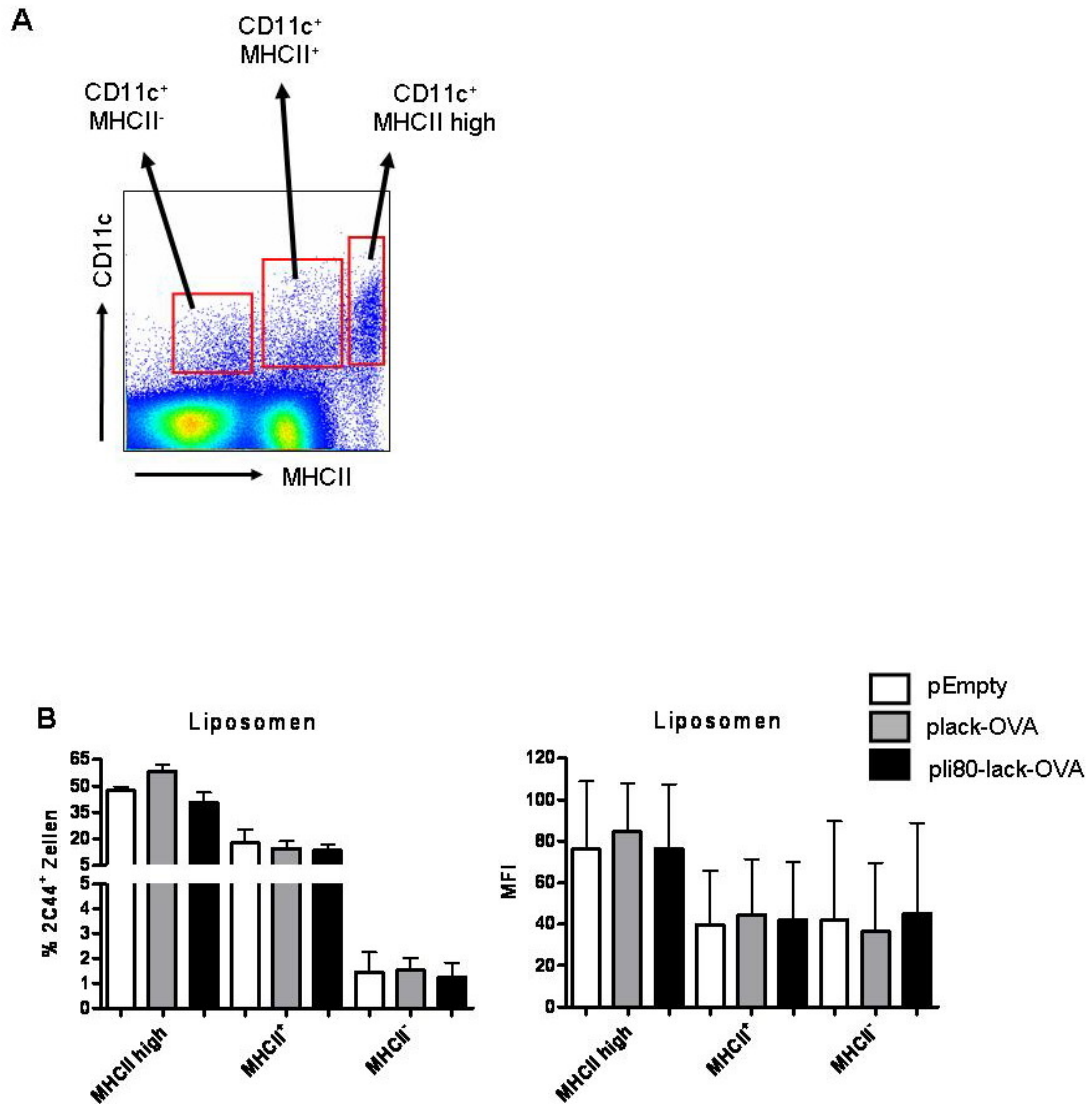 A
CD11c⁺
MHCII⁺
CD11c⁺
MHCII⁻
CD11c⁺
MHCII high
CD11c
MHCII
pEmpty
plack-OVA
pIi80-lack-OVA
B
Liposomen
% 2C44⁺ Zellen
65
50
35
20
5
5
4
3
2
1
0
MHCII high
MHCII⁺
MHCII⁻
Liposomen
MFI
120
100
80
60
40
20
0
MHCII high
MHCII⁺
MHCII⁻